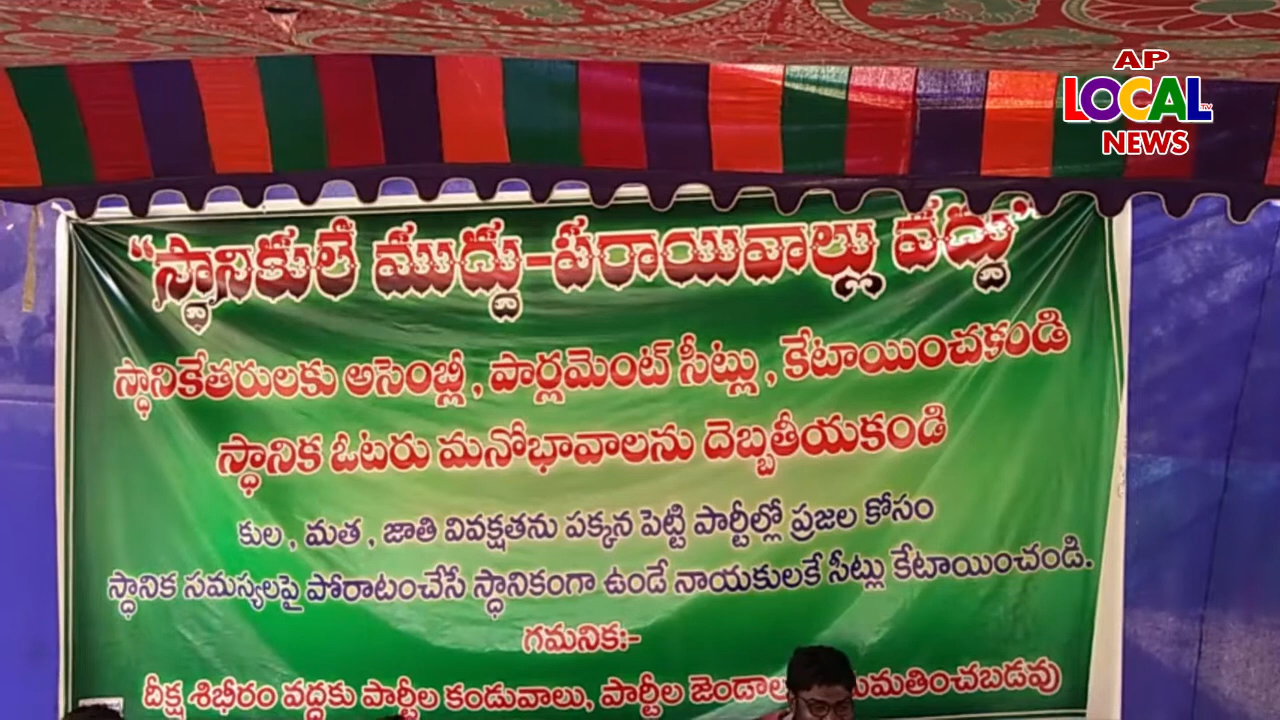 AP
LOCAL TV
NEWS
“స్థానికులే ముద్దు-పరాయివాళ్లు వద్దు”
స్థానికేతరులకు అసెంబ్లీ, పార్లమెంట్ సీట్లు, కేటాయించకండి
స్థానిక ఓటరు మనోభావాలను దెబ్బతీయకండి
కుల, మత, జాతి వివక్షతను పక్కన పెట్టి పార్టీల్లో ప్రజల కోసం
స్థానిక సమస్యలపై పోరాటంచేసే స్థానికంగా ఉండే నాయకులకే సీట్లు కేటాయించండి.
గమనిక:-
దీక్ష శిభీరం వద్దకు పార్టీల కండువాలు, పార్టీల